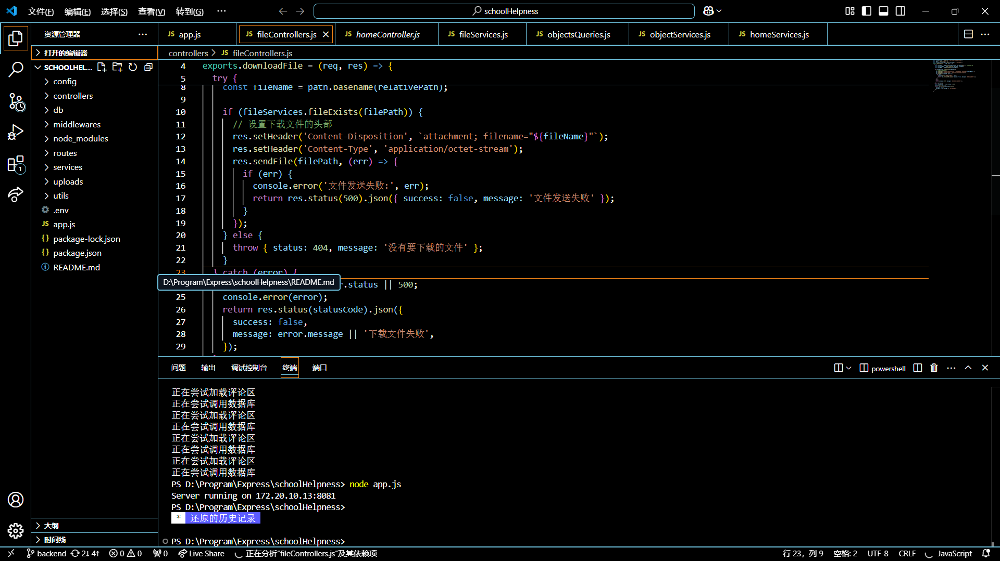 文件(F) 编辑(E) 选择(S) 查看(V) 转到(G) ··· schoolHelpness
资源管理器 ···
打开的编辑器
SCHOOLHEL...
config
controllers
db
middlewares
node_modules
routes
services
uploads
utils
.env
JS app.js
{} package-lock.json
{} package.json
README.md
大纲
时间线
1
JS app.js JS fileControllers.js JS homeController.js JS fileServices.js JS objectsQueries.js JS objectServices.js JS homeServices.js
controllers > JS fileControllers.js
4 exports.downloadFile = (req, res) => {
5 try {
8 const fileName = path.basename(relativePath);
9
10 if (fileServices.fileExists(filePath)) {
11 // 设置下载文件的头部
12 res.setHeader('Content-Disposition', `attachment; filename="${fileName}"`);
13 res.setHeader('Content-Type', 'application/octet-stream');
14 res.sendFile(filePath, (err) => {
15 if (err) {
16 console.error('文件发送失败:', err);
17 return res.status(500).json({ success: false, message: '文件发送失败' });
18 }
19 });
20 } else {
21 throw { status: 404, message: '没有要下载的文件' };
22 }
23 } catch (error) {
D:\Program\Express\schoolHelpness\README.md
.status || 500;
25 console.error(error);
26 return res.status(statusCode).json({
27 success: false,
28 message: error.message || '下载文件失败',
29 });
问题 输出 调试控制台 终端 端口 powershell
正在尝试加载评论区
正在尝试调用数据库
正在尝试加载评论区
正在尝试调用数据库
正在尝试加载评论区
正在尝试调用数据库
正在尝试加载评论区
正在尝试调用数据库
PS D:\Program\Express\schoolHelpness> node app.js
Server running on 172.20.10.13:8081
PS D:\Program\Express\schoolHelpness>
* 还原的历史记录
PS D:\Program\Express\schoolHelpness>
backend 2↓ 4↑ 0 0 0 Live Share 正在分析"fileControllers.js"及其依赖项 行 23，列 9 空格: 2 UTF-8 CRLF JavaScript